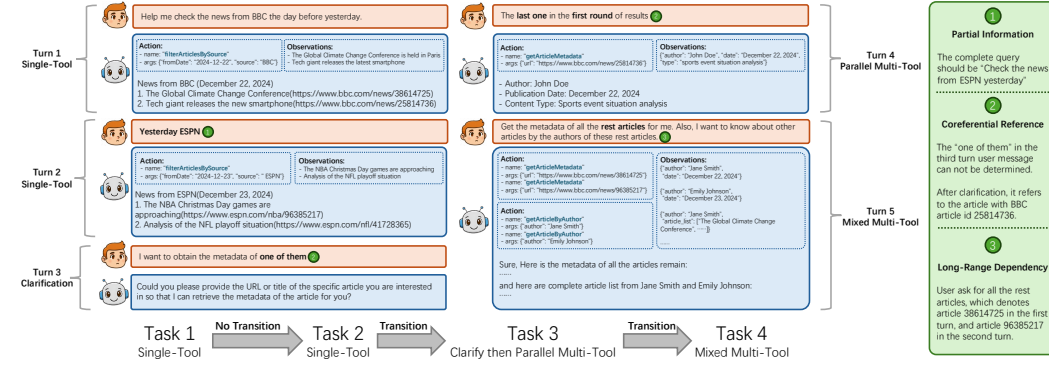 Turn 1
Single-Tool
Help me check the news from BBC the day before yesterday.
Action:
- name: "filterArticlesBySource"
- args: {"fromDate": "2024-12-22", "source": "BBC"}
Observations:
- The Global Climate Change Conference is held in Paris
- Tech giant releases the latest smartphone
News from BBC (December 22, 2024)
1. The Global Climate Change Conference(https://www.bbc.com/news/38614725)
2. Tech giant releases the new smartphone(https://www.bbc.com/news/25814736)
Turn 2
Single-Tool
Yesterday ESPN 1
Action:
- name: "filterArticlesBySource"
- args: {"fromDate": "2024-12-23", "source": " ESPN"}
Observations:
- The NBA Christmas Day games are approaching
- Analysis of the NFL playoff situation
News from ESPN(December 23, 2024)
1. The NBA Christmas Day games are
approaching(https://www.espn.com/nba/96385217)
2. Analysis of the NFL playoff situation(https://www.espn.com/nfl/41728365)
Turn 3
Clarification
I want to obtain the metadata of one of them 2
Could you please provide the URL or title of the specific article you are interested
in so that I can retrieve the metadata of the article for you?
The last one in the first round of results 2
Action:
- name: "getArticleMetadata"
- args: {"url": "https://www.bbc.com/news/25814736"}
Observations:
{"author": "John Doe", "date": "December 22, 2024",
"type": "sports event situation analysis"}
- Author: John Doe
- Publication Date: December 22, 2024
- Content Type: Sports event situation analysis
Turn 4
Parallel Multi-Tool
Get the metadata of all the rest articles for me. Also, I want to know about other
articles by the authors of these rest articles. 3
Action:
- name: "getArticleMetadata"
- args: {"url": "https://www.bbc.com/news/38614725"}
- name: "getArticleMetadata"
- args: {"url": "https://www.bbc.com/news/96385217"}
Action:
- name: "getArticleByAuthor"
- args: {"author": "Jane Smith"}
- name: "getArticleByAuthor"
- args: {"author": "Emily Johnson"}
Observations:
{"author": "Jane Smith",
"date": "December 22, 2024"}
{"author": "Emily Johnson",
"date": "December 23, 2024"}
{"author": "Jane Smith",
"article_list": ["The Global Climate Change
Conference", ······]}
......
Sure, Here is the metadata of all the articles remain:
......
and here are complete article list from Jane Smith and Emily Johnson:
......
Turn 5
Mixed Multi-Tool
Task 1
Single-Tool
No Transition
Task 2
Single-Tool
Transition
Task 3
Clarify then Parallel Multi-Tool
Transition
Task 4
Mixed Multi-Tool
1
Partial Information
The complete query
should be "Check the news
from ESPN yesterday"
2
Coreferential Reference
The "one of them" in the
third turn user message
can not be determined.
After clarification, it refers
to the article with BBC
article id 25814736.
3
Long-Range Dependency
User ask for all the rest
articles, which denotes
article 38614725 in the first
turn, and article 96385217
in the second turn.